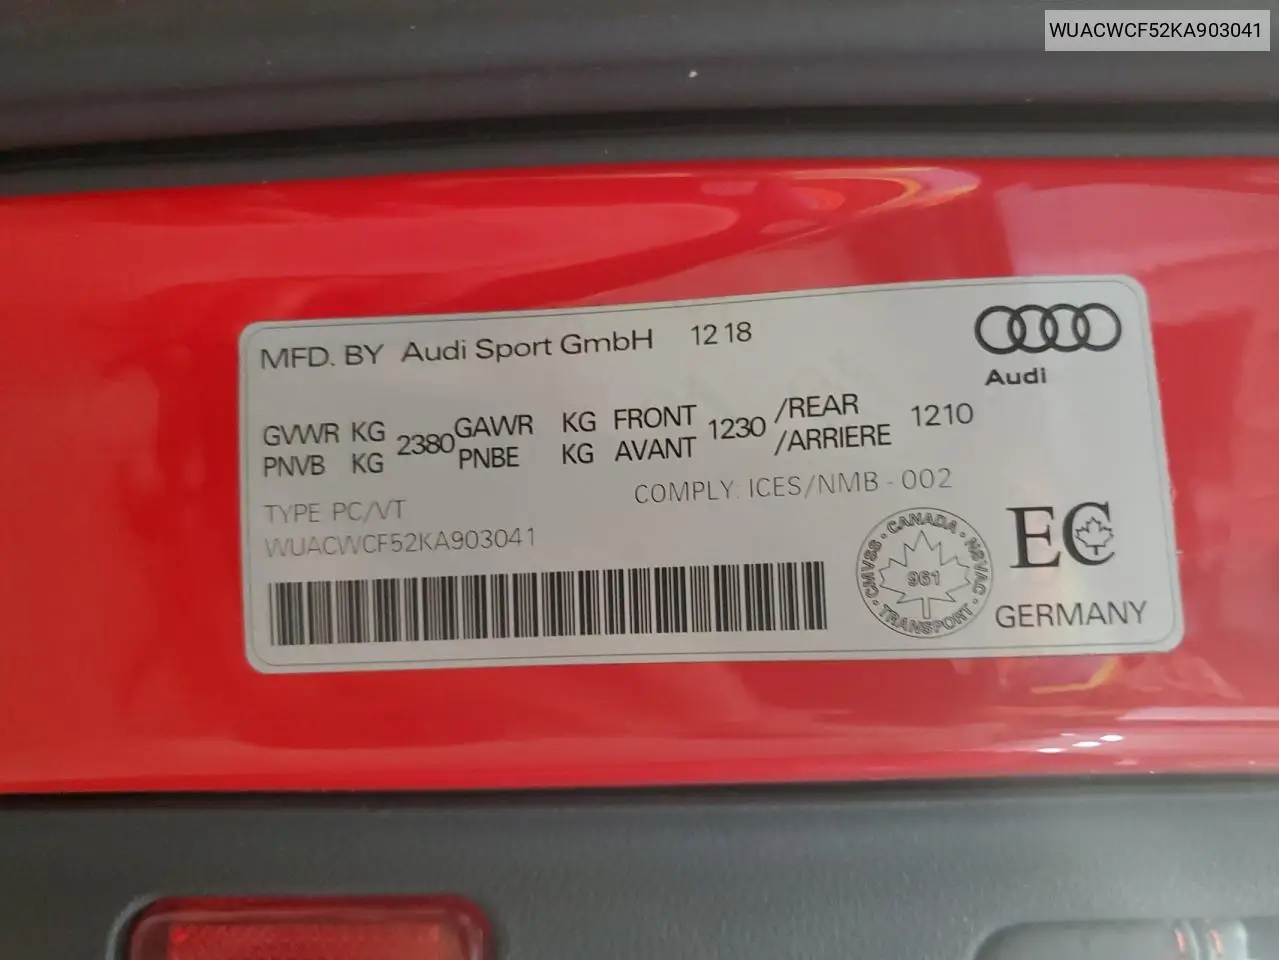 WUACWCF52KA903041
MFD. BY Audi Sport GmbH 12 18
Audi
GVWR KG 2380 GAWR KG FRONT 1230 /REAR 1210
PNVB KG PNBE KG AVANT /ARRIERE
TYPE PC/VT
COMPLY: ICES/NMB - 002
WUACWCF52KA903041
CANADA · NSVAC · TRANSPORT · CMVSS ·
961
EC
GERMANY